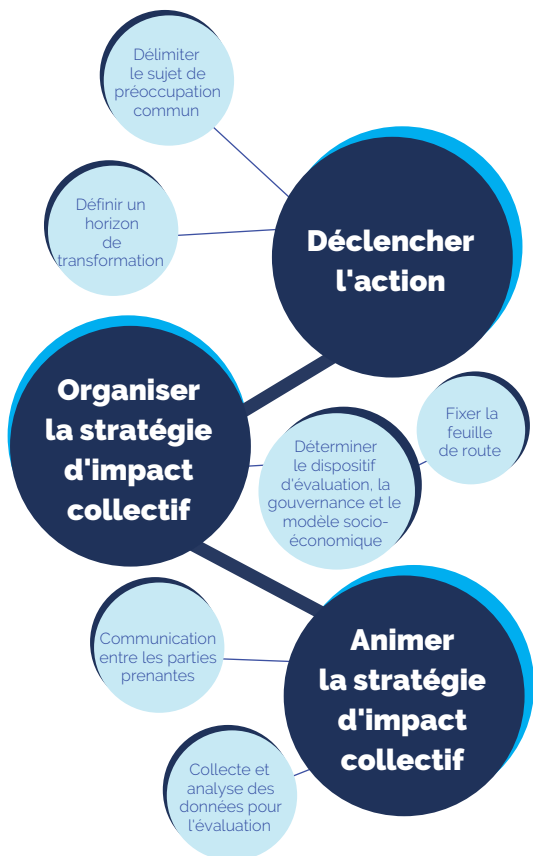 Délimiter
le sujet de
préoccupation
commun
Définir un
horizon
de
transformation
Déclencher
l'action
Organiser
la stratégie
d'impact
collectif
Déterminer
le dispositif
d'évaluation, la
gouvernance et le
modèle socio-
économique
Fixer la
feuille
de route
Communication
entre les parties
prenantes
Animer
la stratégie
d'impact
collectif
Collecte et
analyse des
données pour
l'évaluation